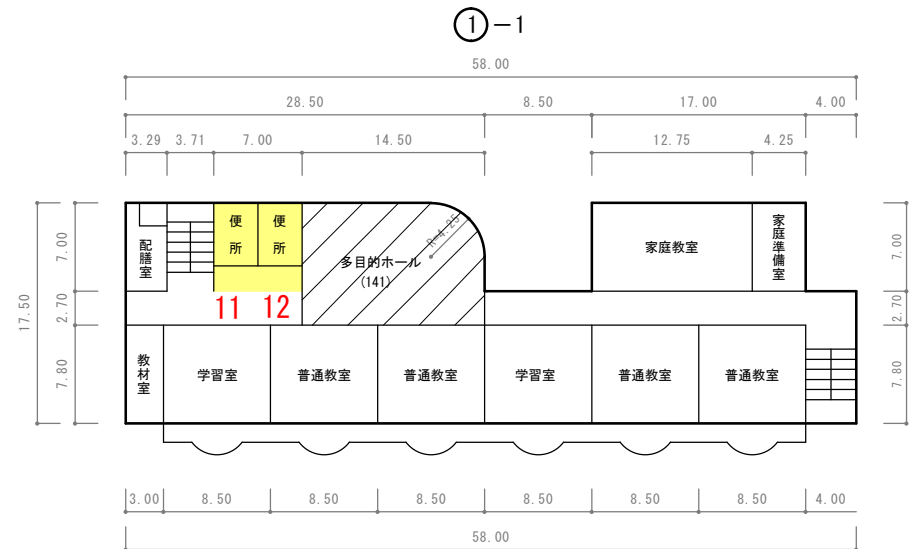 ①-1
58.00
28.50 8.50 17.00 4.00
3.29 3.71 7.00 14.50 12.75 4.25
17.50
7.00
2.70
7.80
配膳室
便所
便所
R=4.25
多目的ホール
(141)
家庭教室
家庭準備室
7.00
2.70
7.80
11 12
教材室
学習室
普通教室
普通教室
学習室
普通教室
普通教室
3.00 8.50 8.50 8.50 8.50 8.50 8.50 4.00
58.00